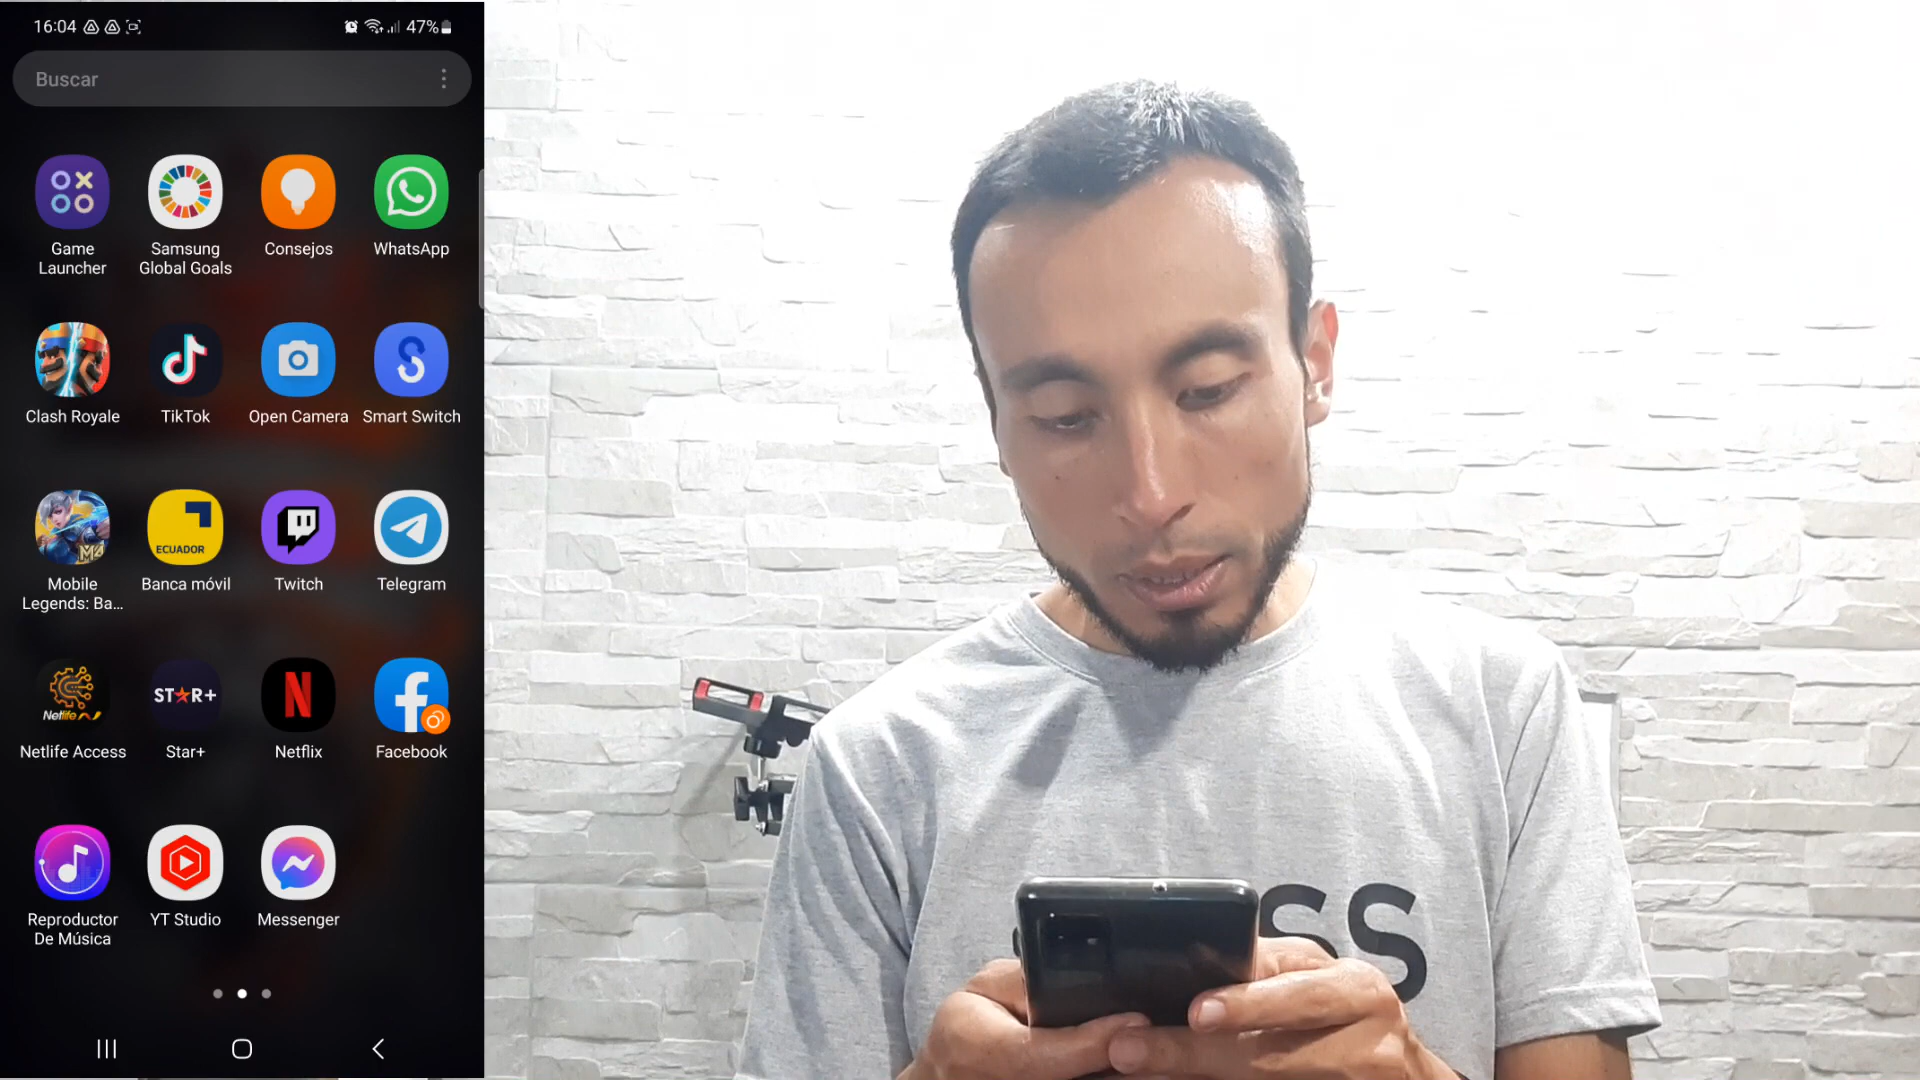 16:04
47%
Buscar
Game
Launcher
Samsung
Global Goals
Consejos
WhatsApp
Clash Royale
TikTok
Open Camera
Smart Switch
M4
ECUADOR
Mobile
Legends: Ba...
Banca móvil
Twitch
Telegram
Netlife
STAR+
N
Netlife Access
Star+
Netflix
Facebook
Reproductor
De Música
YT Studio
Messenger
SS